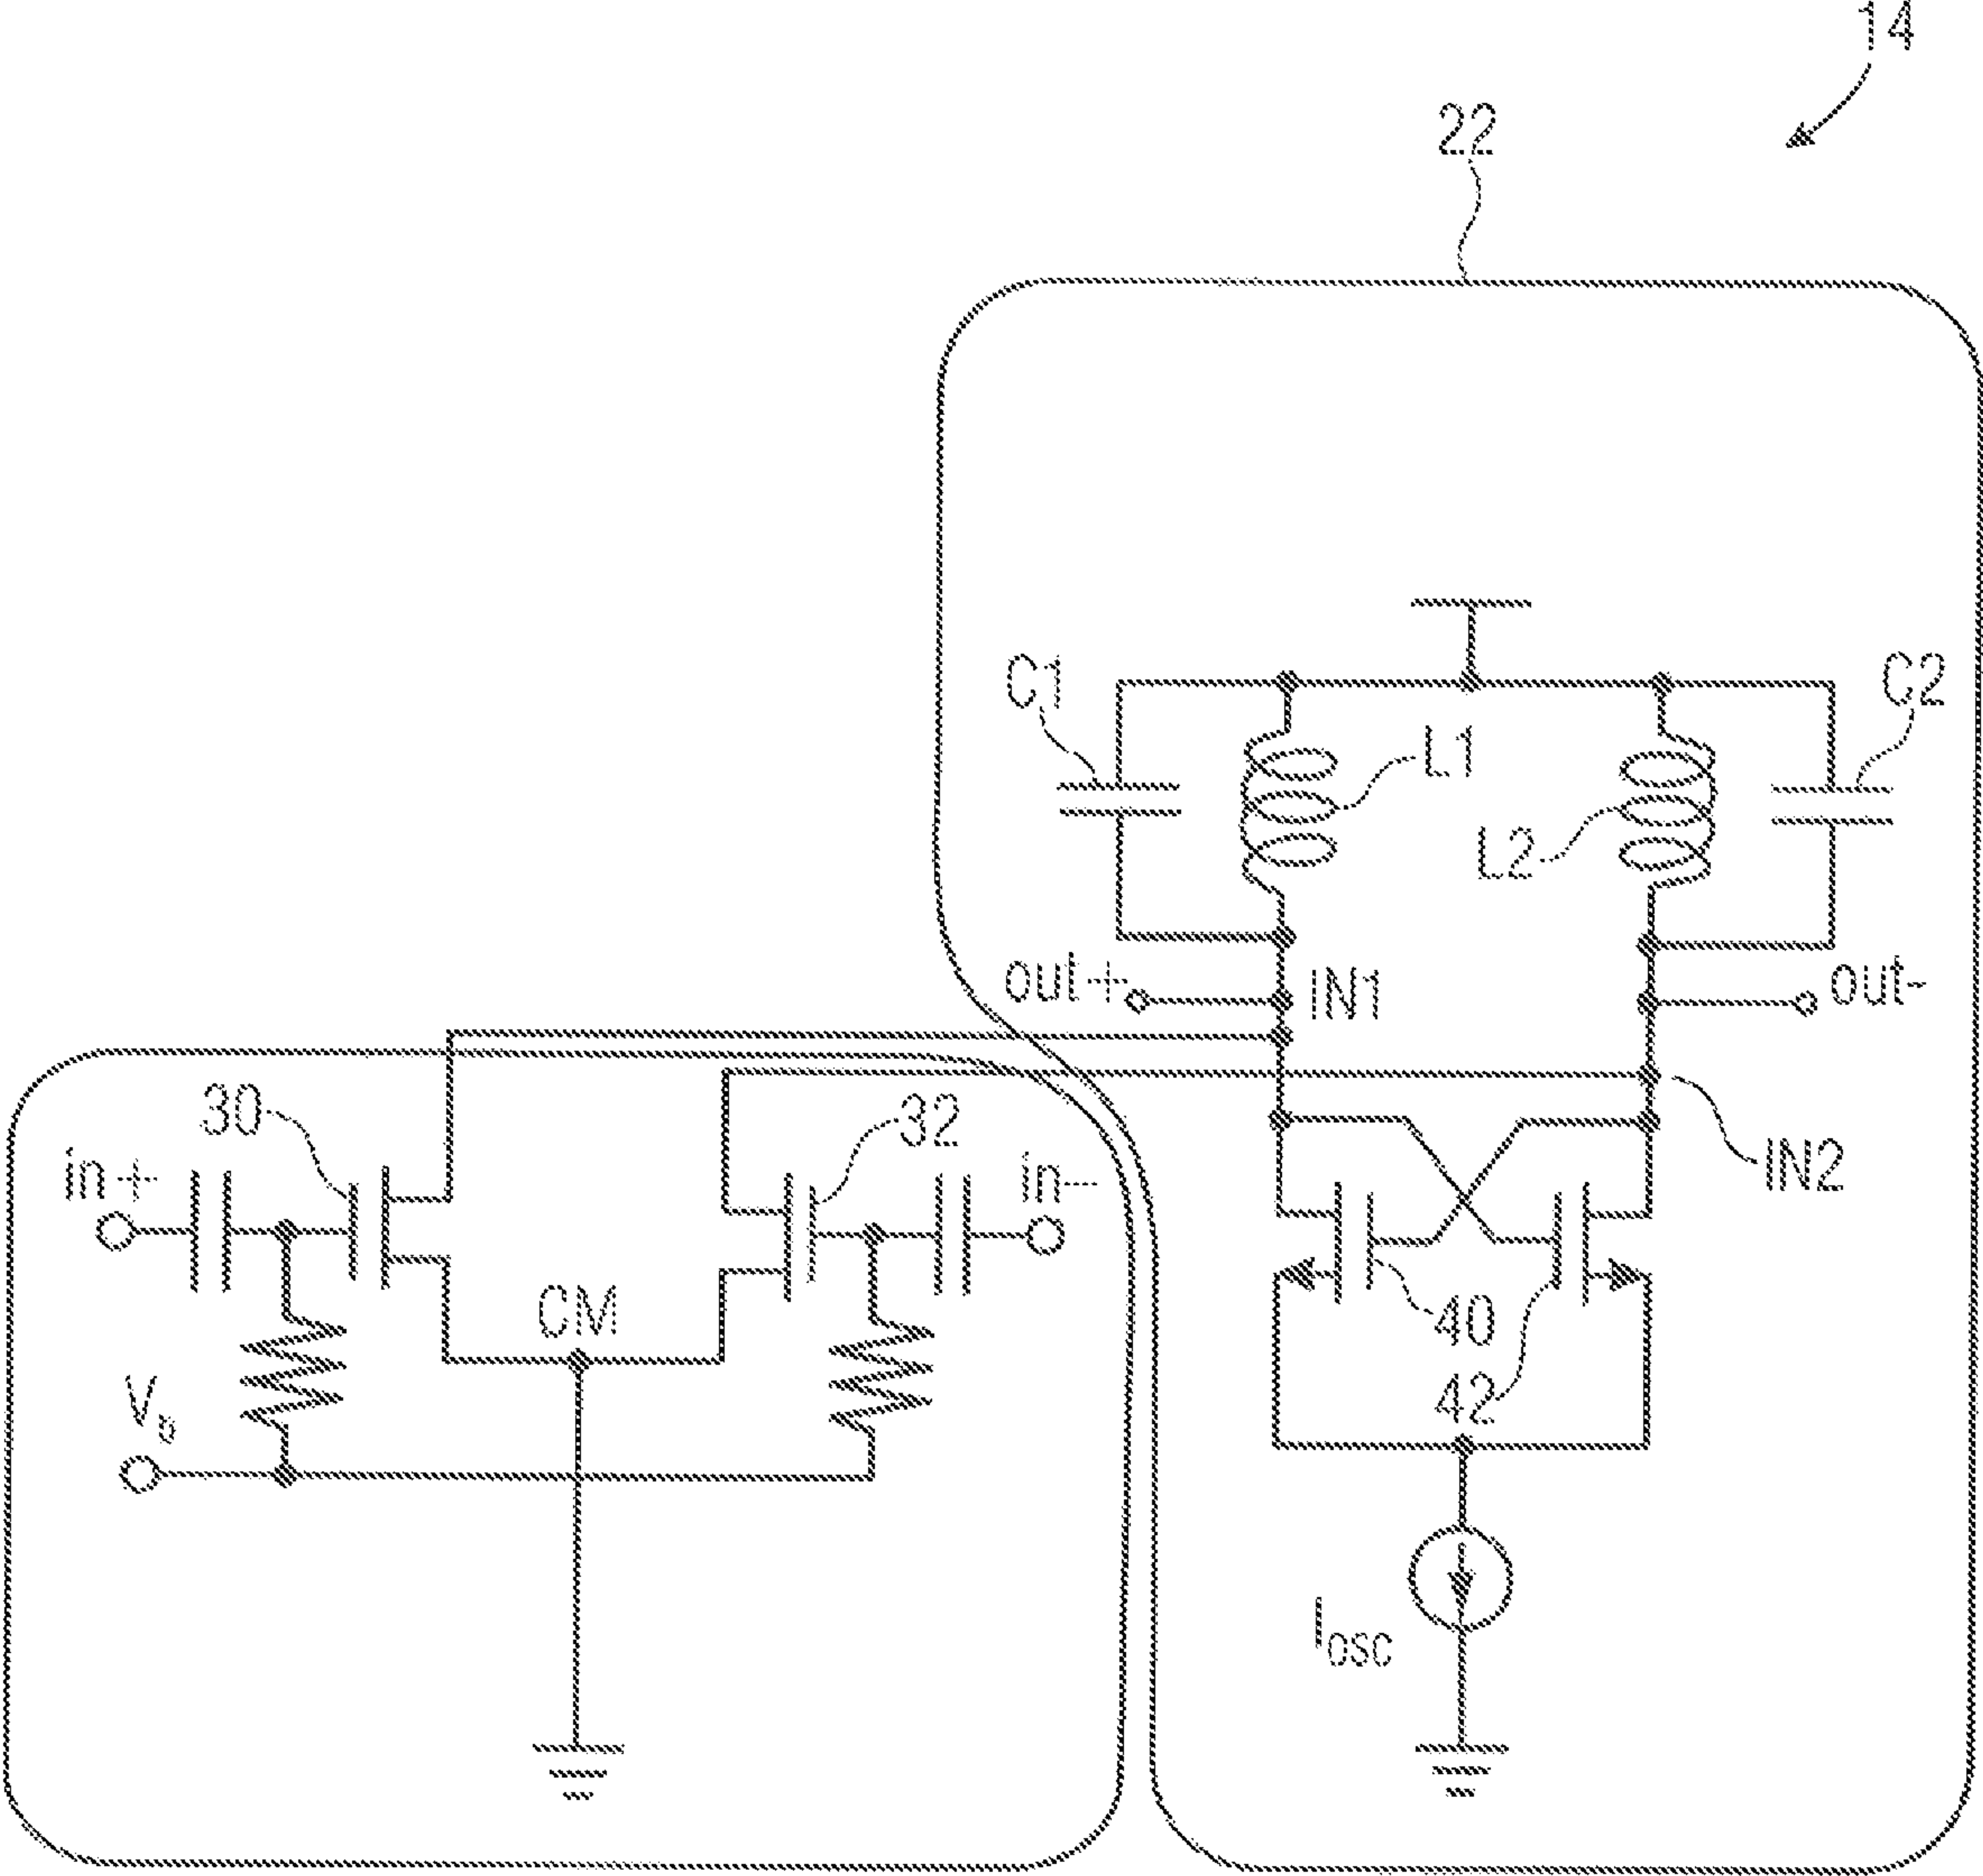 14
22
C1
L1
L2
C2
out+
IN1
out-
30
32
in+
in-
IN2
CM
40
42
Vb
Iosc